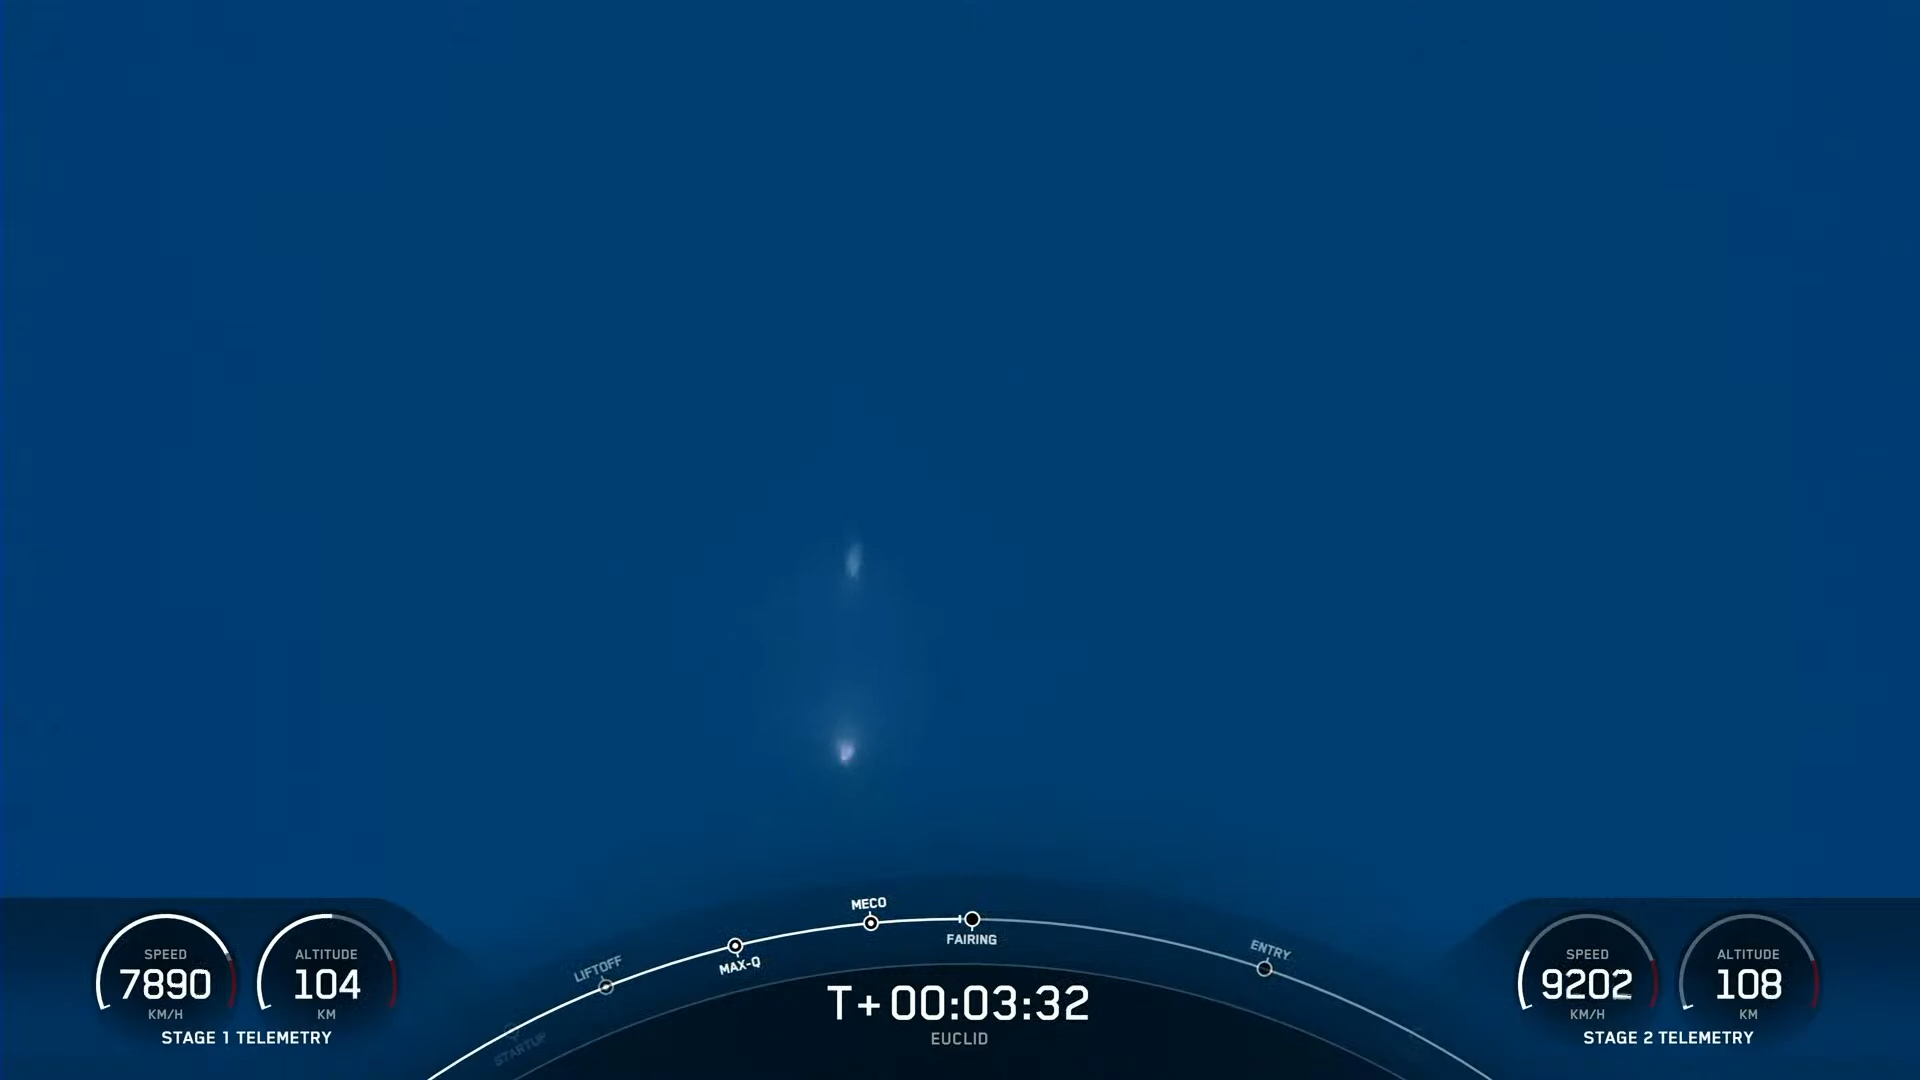 MECO
FAIRING
MAX-Q
LIFTOFF
STARTUP
ENTRY
SPEED
7890
KM/H
ALTITUDE
104
KM
STAGE 1 TELEMETRY
T+00:03:32
EUCLID
SPEED
9202
KM/H
ALTITUDE
108
KM
STAGE 2 TELEMETRY